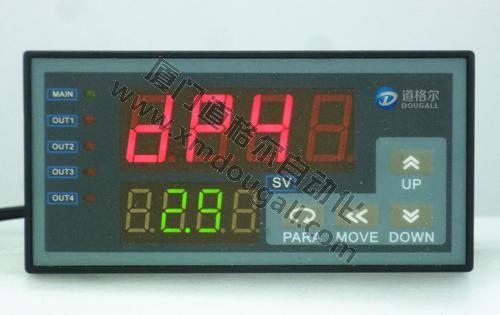 MAIN
道格尔
DOUGALL
OUT1
OUT2
OUT3
OUT4
SV
2.9
UP
PARA MOVE DOWN
厦门道格尔自动化
www.xmdougall.com